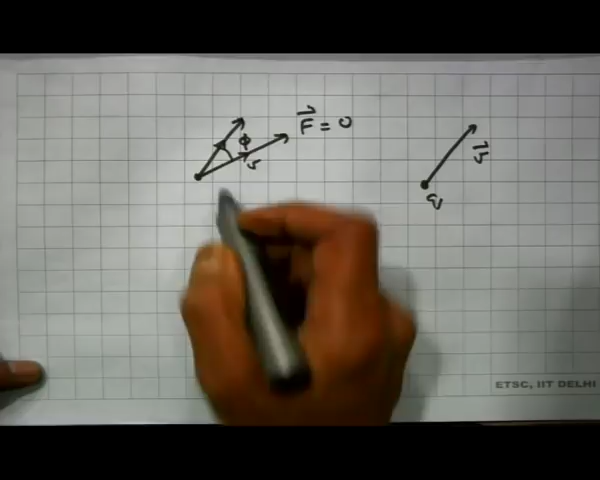 F⃗ = 0
ϕ
v
v⃗
q
ETSC, IIT DELHI